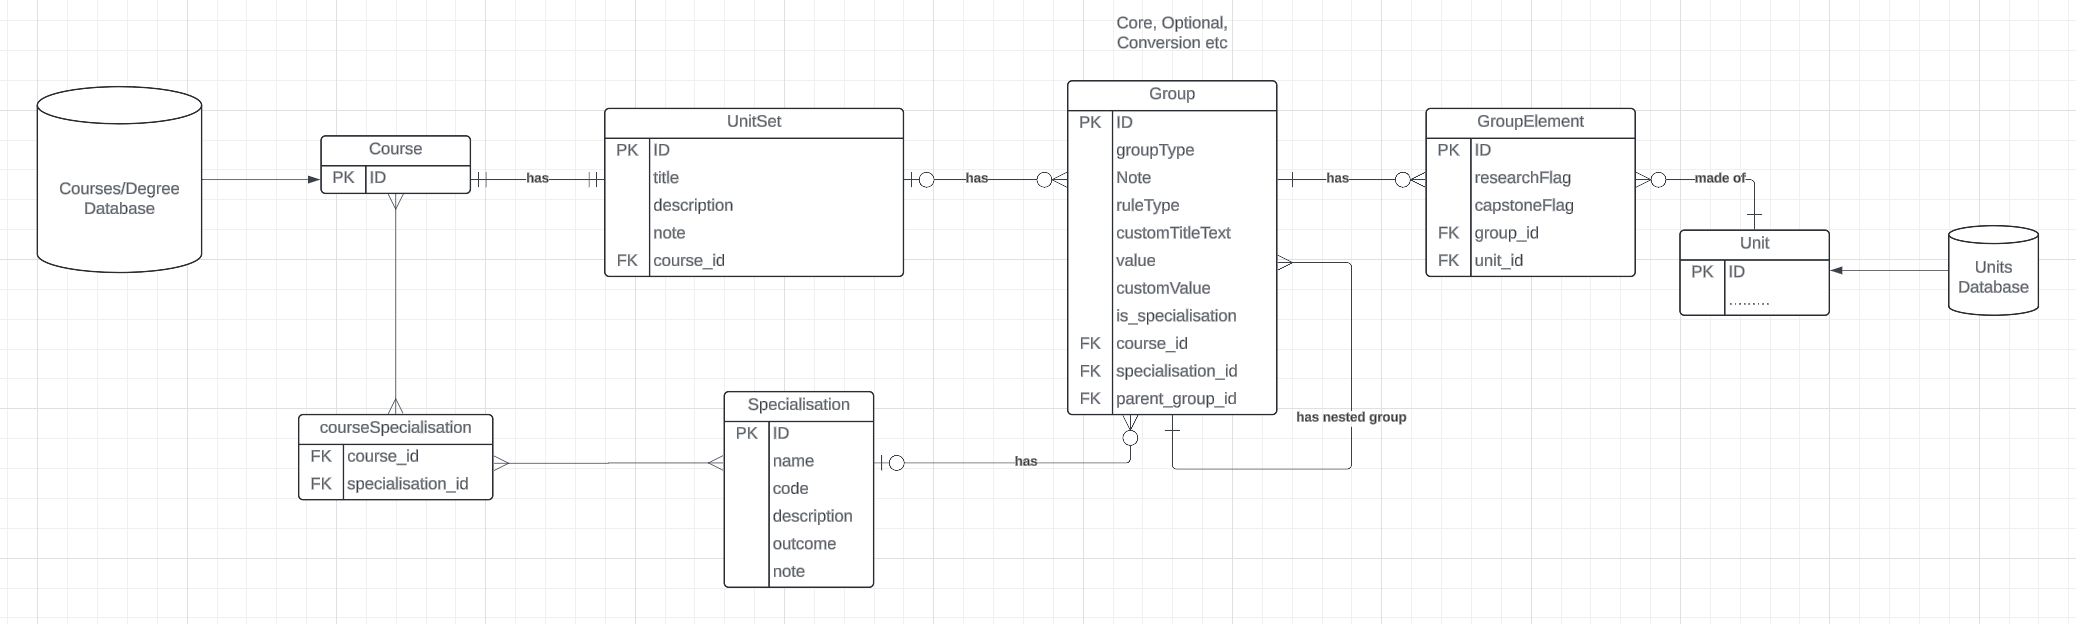 Core, Optional,
Conversion etc
Courses/Degree
Database
Course
PK ID
has
UnitSet
PK ID
title
description
note
FK course_id
has
Group
PK ID
groupType
Note
ruleType
customTitleText
value
customValue
is_specialisation
FK course_id
FK specialisation_id
FK parent_group_id
has
GroupElement
PK ID
researchFlag
capstoneFlag
FK group_id
FK unit_id
made of
Unit
PK ID
.........
Units
Database
has nested group
courseSpecialisation
FK course_id
FK specialisation_id
Specialisation
PK ID
name
code
description
outcome
note
has